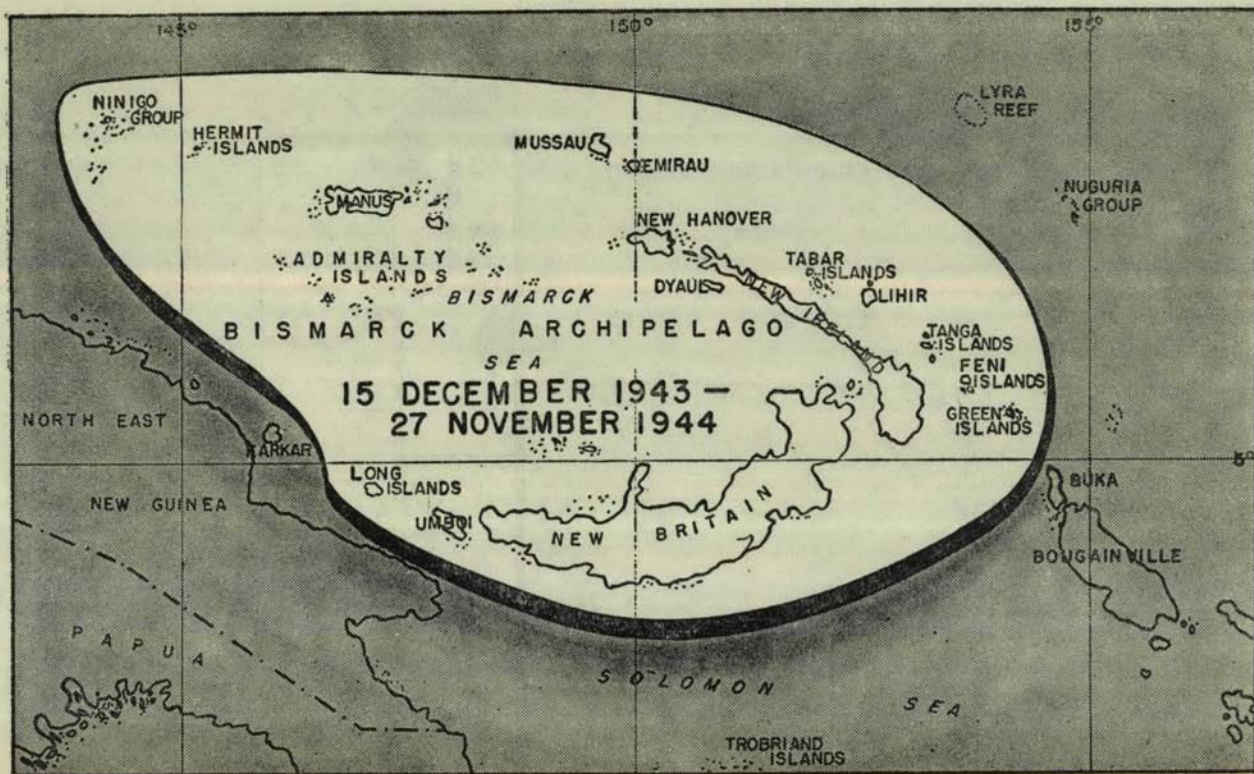 145°
150°
155°
NINIGO
GROUP
HERMIT
ISLANDS
MUSSAU
EMIRAU
LYRA
REEF
MANUS
NUGURIA
GROUP
NEW HANOVER
ADMIRALTY
ISLANDS
TABAR
ISLANDS
DYAUL
NEW IRELAND
LIHIR
BISMARCK
BISMARCK ARCHIPELAGO
SEA
TANGA
ISLANDS
FENI
ISLANDS
15 DECEMBER 1943 —
27 NOVEMBER 1944
GREEN
ISLANDS
NORTH EAST
KARKAR
5°
LONG
ISLANDS
BUKA
NEW GUINEA
UMBOI
NEW BRITAIN
BOUGAINVILLE
PAPUA
SOLOMON SEA
TROBRIAND
ISLANDS